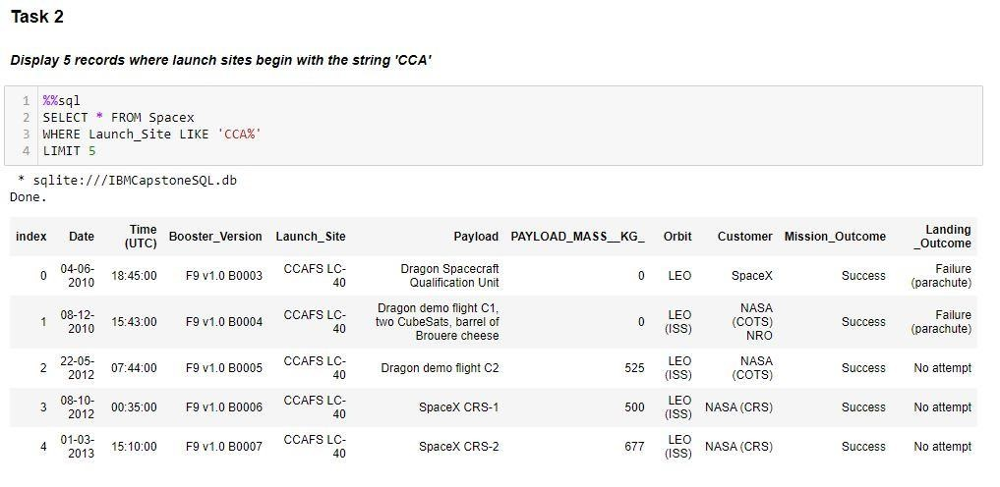 Task 2
Display 5 records where launch sites begin with the string 'CCA'
1 %%sql
2 SELECT * FROM Spacex
3 WHERE Launch_Site LIKE 'CCA%'
4 LIMIT 5
* sqlite:///IBMCapstoneSQL.db
Done.
index Date Time (UTC) Booster_Version Launch_Site Payload PAYLOAD_MASS__KG_ Orbit Customer Mission_Outcome Landing _Outcome
0 04-06-2010 18:45:00 F9 v1.0 B0003 CCAFS LC-40 Dragon Spacecraft Qualification Unit 0 LEO SpaceX Success Failure (parachute)
1 08-12-2010 15:43:00 F9 v1.0 B0004 CCAFS LC-40 Dragon demo flight C1, two CubeSats, barrel of Brouere cheese 0 LEO (ISS) NASA (COTS) NRO Success Failure (parachute)
2 22-05-2012 07:44:00 F9 v1.0 B0005 CCAFS LC-40 Dragon demo flight C2 525 LEO (ISS) NASA (COTS) Success No attempt
3 08-10-2012 00:35:00 F9 v1.0 B0006 CCAFS LC-40 SpaceX CRS-1 500 LEO (ISS) NASA (CRS) Success No attempt
4 01-03-2013 15:10:00 F9 v1.0 B0007 CCAFS LC-40 SpaceX CRS-2 677 LEO (ISS) NASA (CRS) Success No attempt